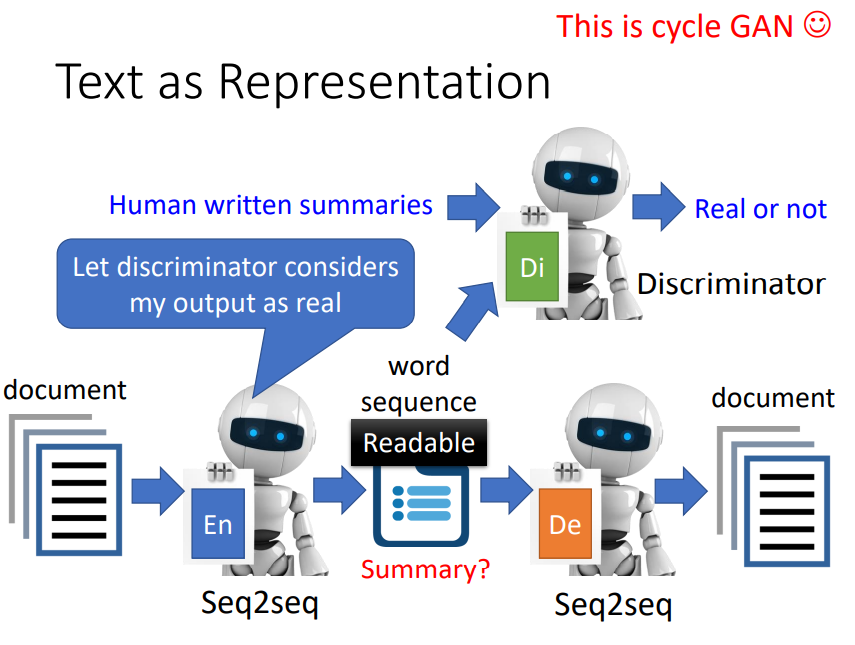 This is cycle GAN ☺
Text as Representation
Human written summaries
Real or not
Di
Discriminator
Let discriminator considers
my output as real
document
word
sequence
Readable
document
En
De
Summary?
Seq2seq
Seq2seq